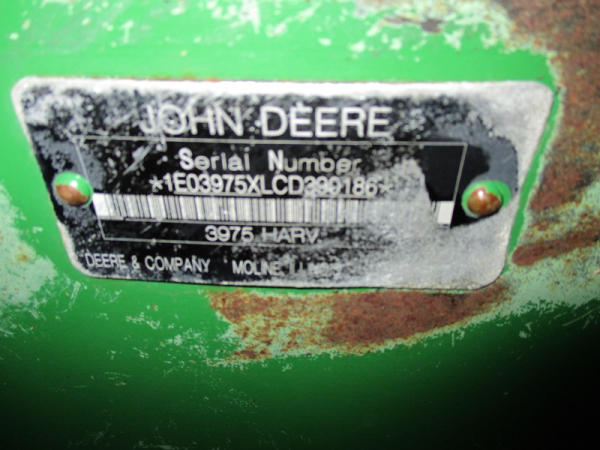 JOHN DEERE
Serial Number
*1E03975XLCD390186*
3975 HARV
DEERE & COMPANY MOLINE